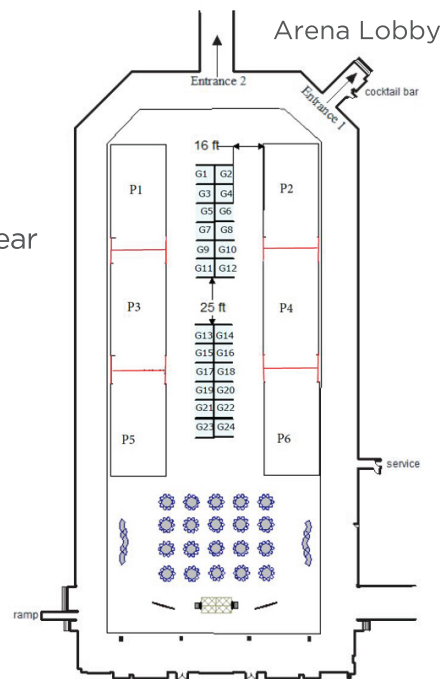 Arena Lobby
Entrance 2
Entrance 1
cocktail bar
16 ft
P1
P2
G1 G2
G3 G4
G5 G6
G7 G8
G9 G10
G11 G12
ear
25 ft
P3
P4
G13 G14
G15 G16
G17 G18
G19 G20
G21 G22
G23 G24
P5
P6
service
ramp